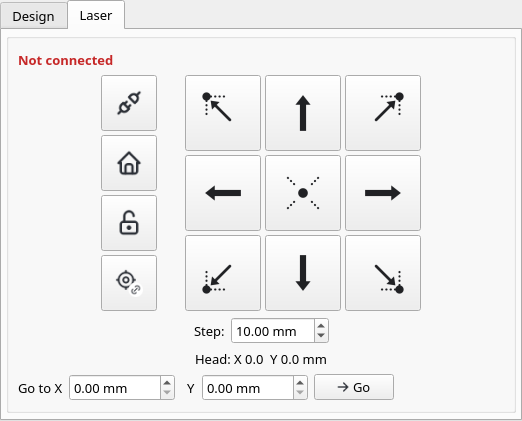 Design Laser
Not connected
Step: 10.00 mm
Head: X 0.0 Y 0.0 mm
Go to X 0.00 mm Y 0.00 mm → Go